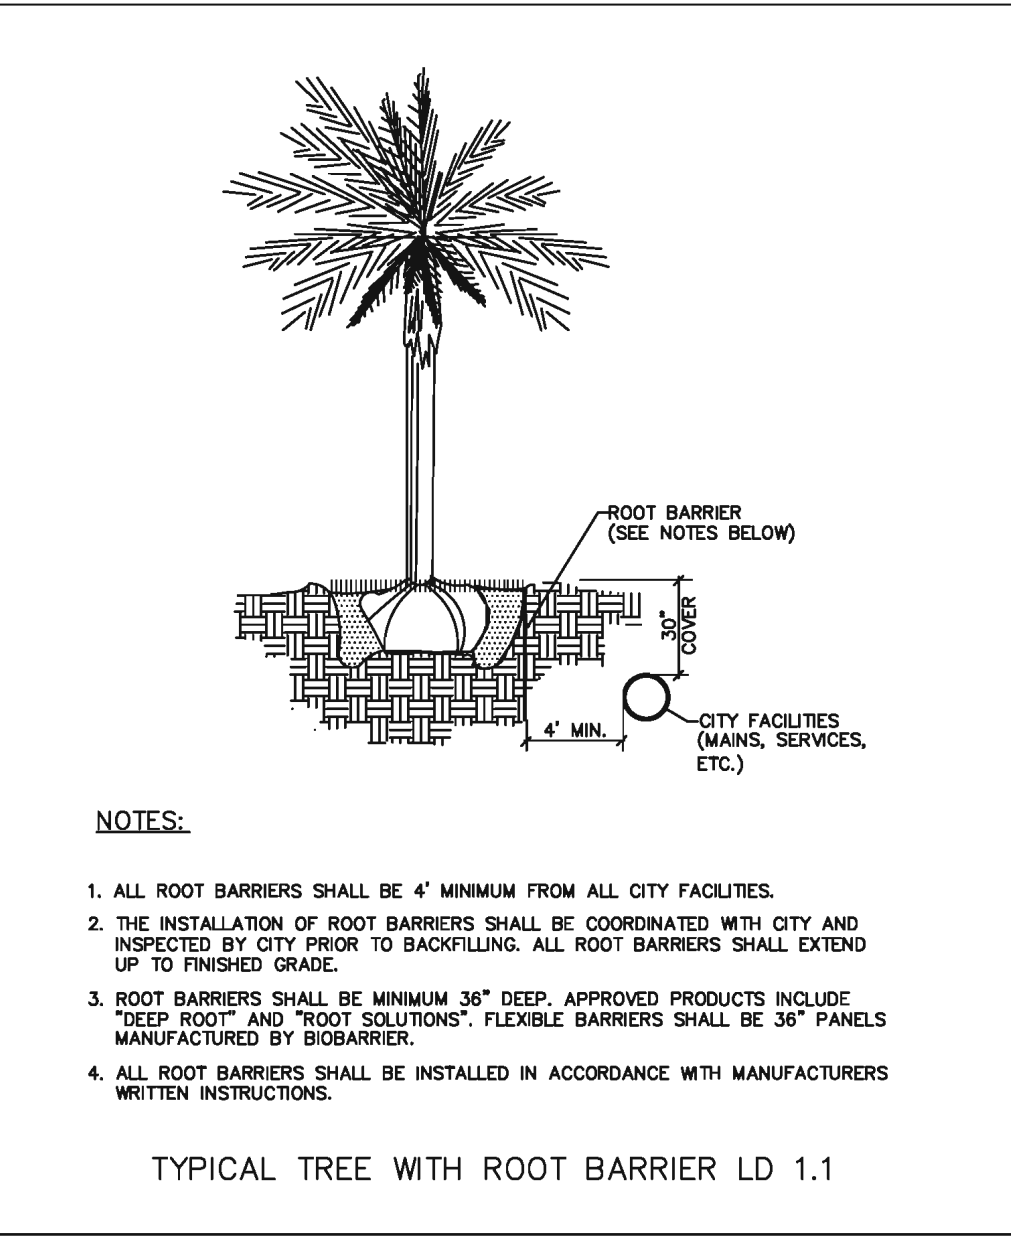 ROOT BARRIER
(SEE NOTES BELOW)
30"
COVER
4' MIN.
CITY FACILITIES
(MAINS, SERVICES,
ETC.)
NOTES:
1. ALL ROOT BARRIERS SHALL BE 4' MINIMUM FROM ALL CITY FACILITIES.
2. THE INSTALLATION OF ROOT BARRIERS SHALL BE COORDINATED WITH CITY AND
INSPECTED BY CITY PRIOR TO BACKFILLING. ALL ROOT BARRIERS SHALL EXTEND
UP TO FINISHED GRADE.
3. ROOT BARRIERS SHALL BE MINIMUM 36" DEEP. APPROVED PRODUCTS INCLUDE
"DEEP ROOT" AND "ROOT SOLUTIONS". FLEXIBLE BARRIERS SHALL BE 36" PANELS
MANUFACTURED BY BIOBARRIER.
4. ALL ROOT BARRIERS SHALL BE INSTALLED IN ACCORDANCE WITH MANUFACTURERS
WRITTEN INSTRUCTIONS.
TYPICAL TREE WITH ROOT BARRIER LD 1.1